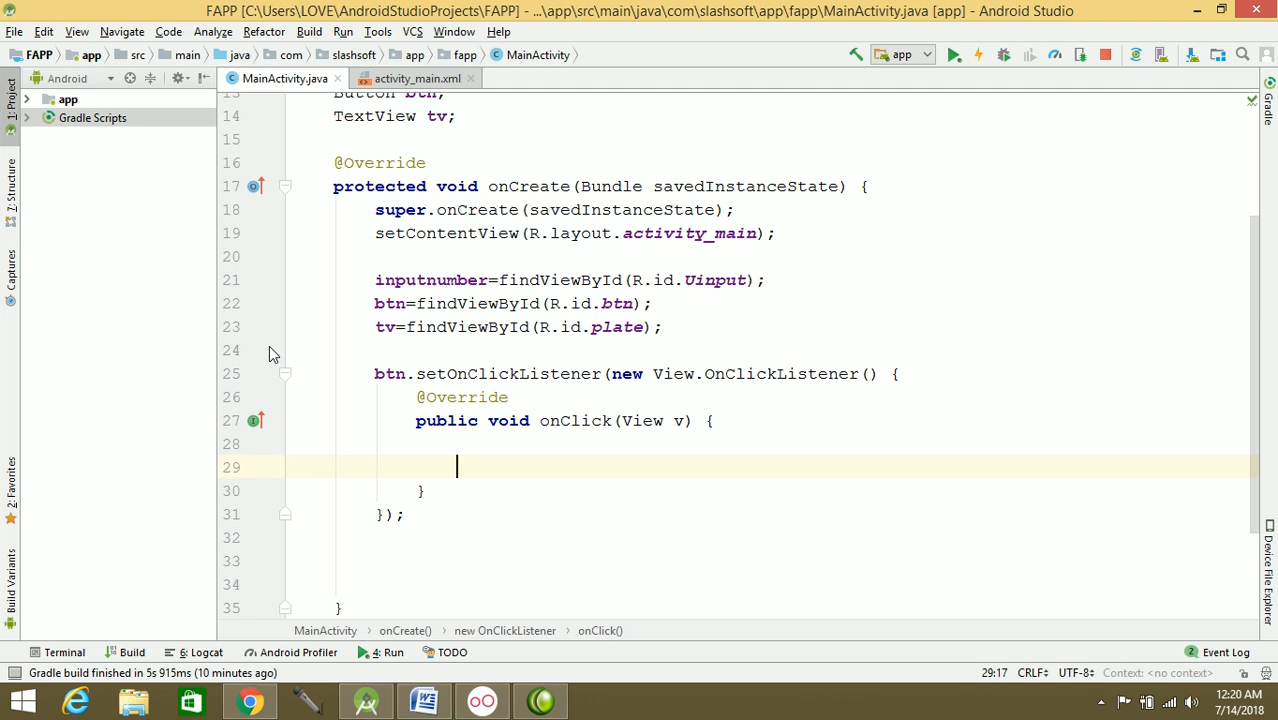 FAPP [C:\Users\LOVE\AndroidStudioProjects\FAPP] - ...\app\src\main\java\com\slashsoft\app\fapp\MainActivity.java [app] - Android Studio
File Edit View Navigate Code Analyze Refactor Build Run Tools VCS Window Help
FAPP app src main java com slashsoft app fapp MainActivity app
Android MainActivity.java activity_main.xml
1: Project
7: Structure
Captures
2: Favorites
Build Variants
app
Gradle Scripts
13 Button btn;
14 TextView tv;
15
16 @Override
17 protected void onCreate(Bundle savedInstanceState) {
18 super.onCreate(savedInstanceState);
19 setContentView(R.layout.activity_main);
20
21 inputnumber=findViewById(R.id.Uinput);
22 btn=findViewById(R.id.btn);
23 tv=findViewById(R.id.plate);
24
25 btn.setOnClickListener(new View.OnClickListener() {
26 @Override
27 public void onClick(View v) {
28
29
30 }
31 });
32
33
34
35 }
MainActivity onCreate() new OnClickListener onClick()
Gradle
Device File Explorer
Terminal Build 6: Logcat Android Profiler 4: Run TODO 2 Event Log
Gradle build finished in 5s 915ms (10 minutes ago) 29:17 CRLF UTF-8 Context: <no context>
12:20 AM
7/14/2018